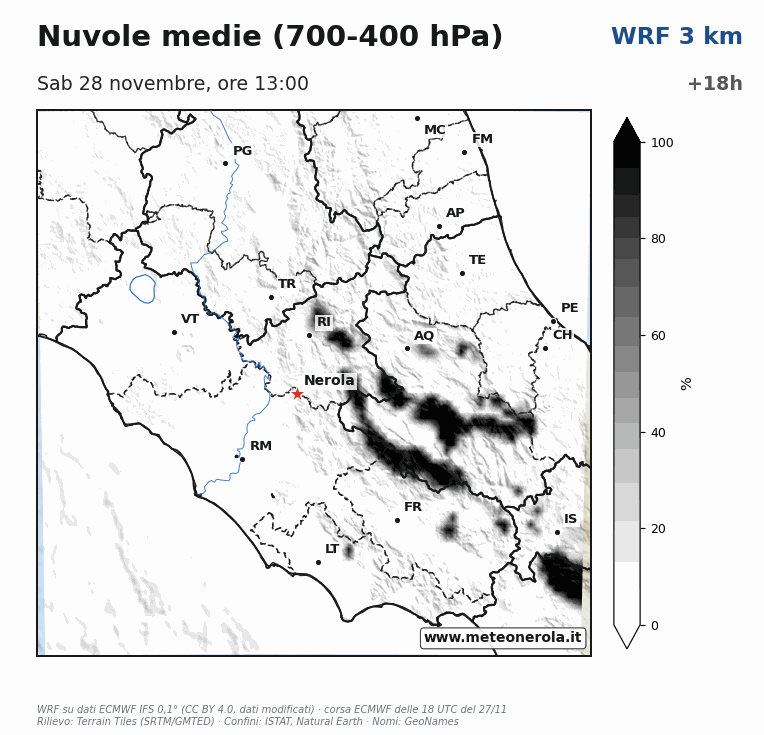 Nuvole medie (700-400 hPa)
WRF 3 km
Sab 28 novembre, ore 13:00
+18h
MC
FM
PG
AP
TE
TR
PE
VT
RI
AQ
CH
Nerola
RM
FR
IS
LT
www.meteonerola.it
100
80
60
40
20
0
%
WRF su dati ECMWF IFS 0,1° (CC BY 4.0, dati modificati) · corsa ECMWF delle 18 UTC del 27/11
Rilievo: Terrain Tiles (SRTM/GMTED) · Confini: ISTAT, Natural Earth · Nomi: GeoNames